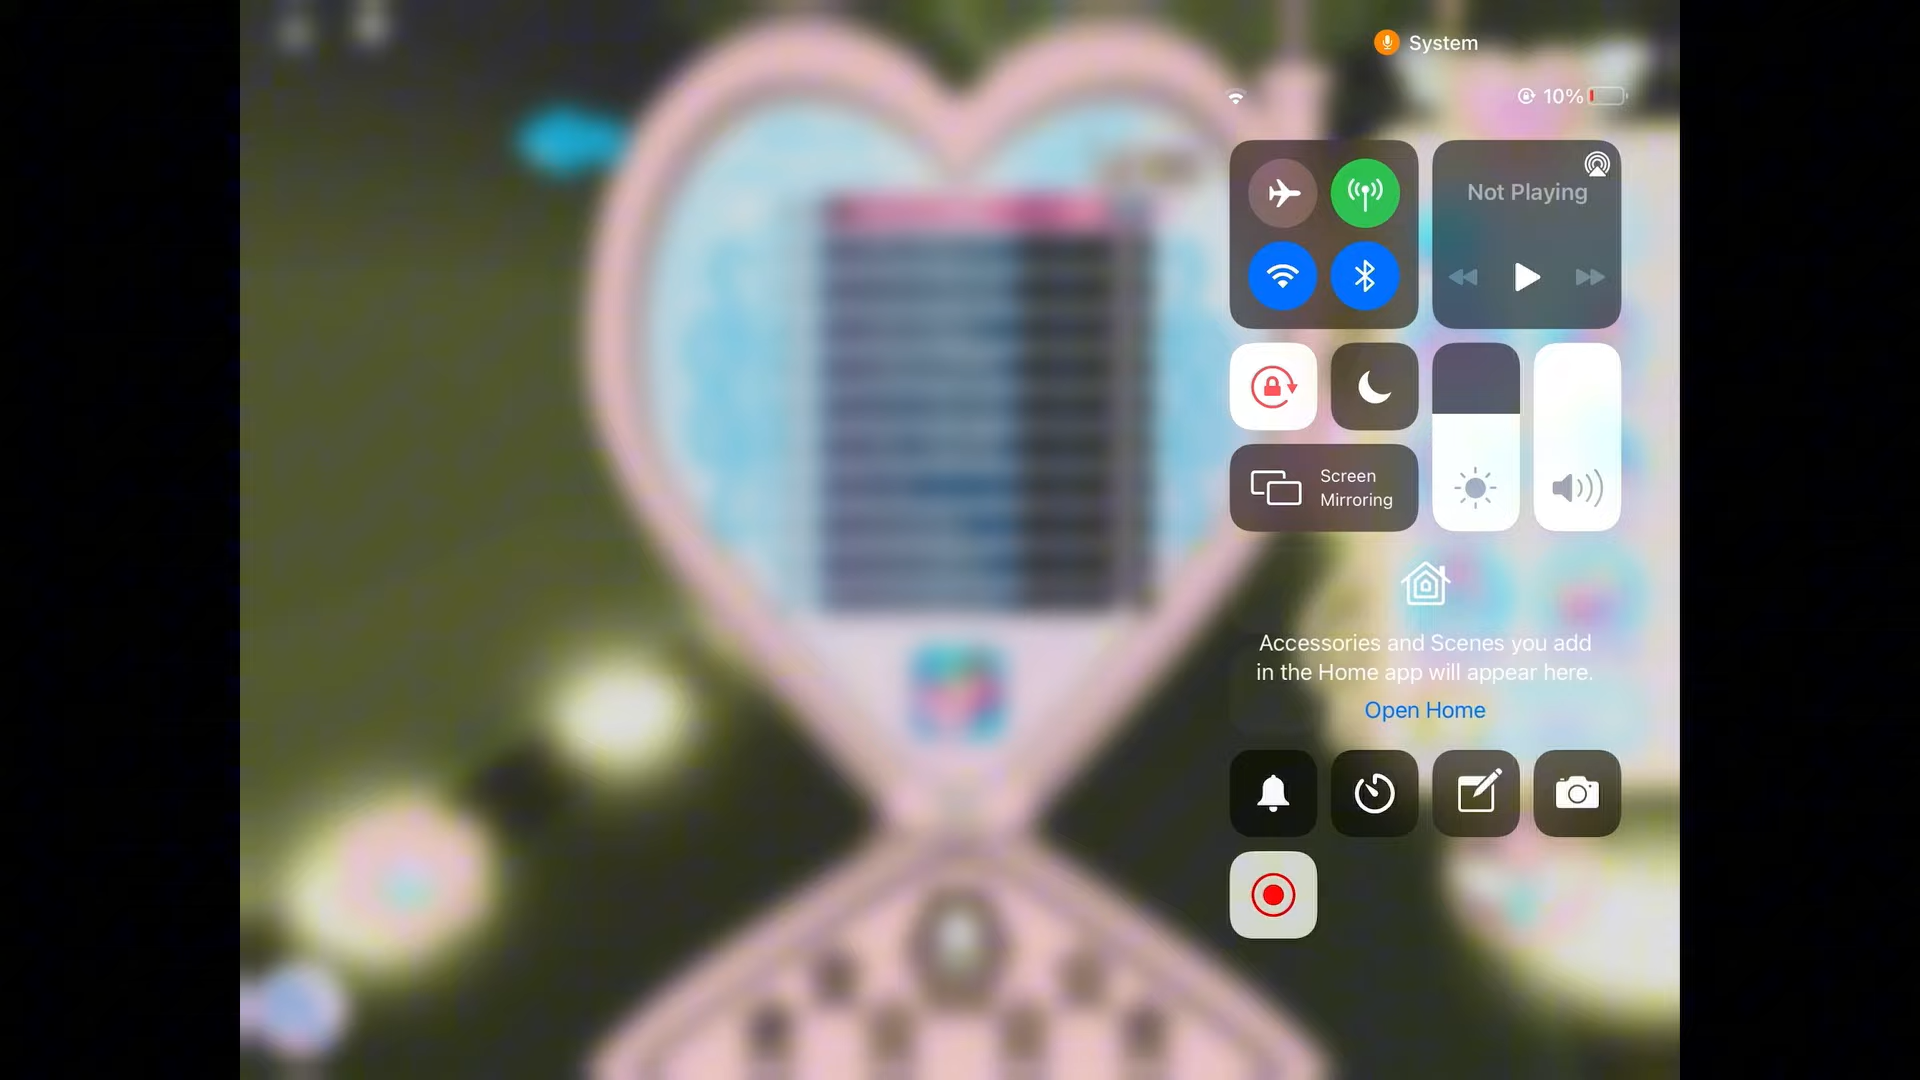 System
10%
Not Playing
Screen
Mirroring
Accessories and Scenes you add
in the Home app will appear here.
Open Home